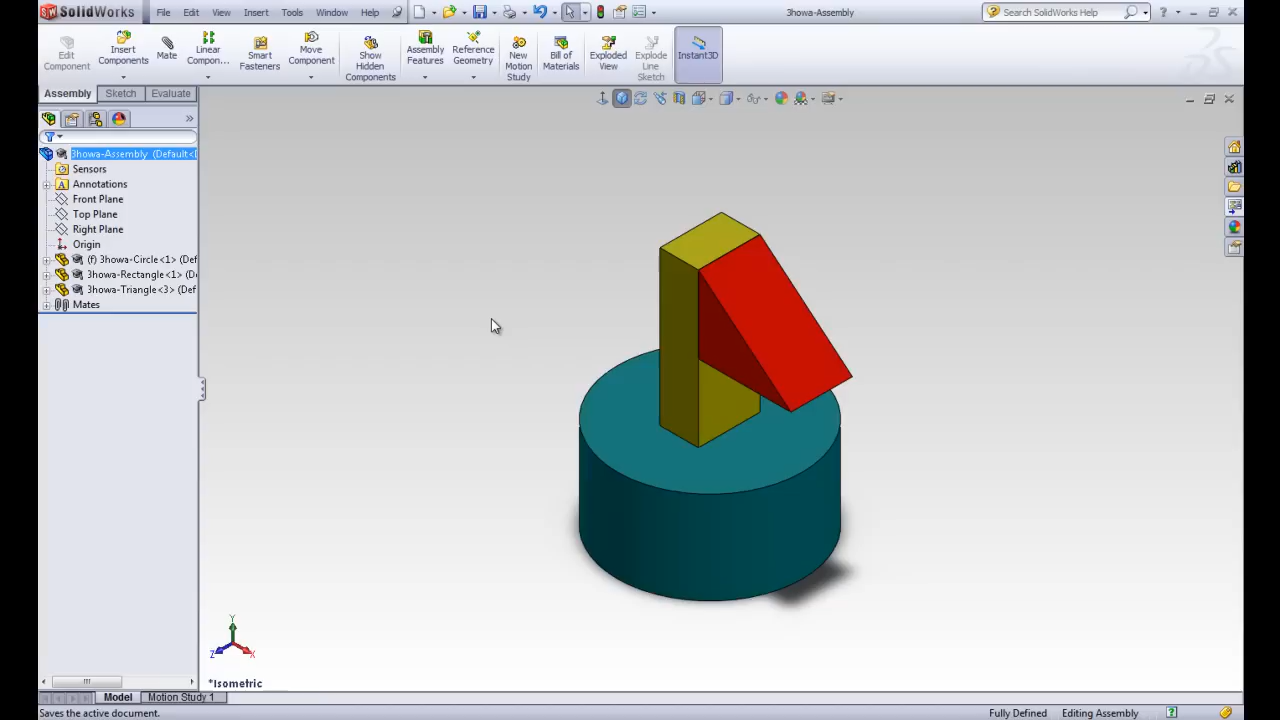 SolidWorks File Edit View Insert Tools Window Help 3howa-Assembly Search SolidWorks Help
Edit Component
Insert Components
Mate
Linear Compon...
Smart Fasteners
Move Component
Show Hidden Components
Assembly Features
Reference Geometry
New Motion Study
Bill of Materials
Exploded View
Explode Line Sketch
Instant3D
Assembly Sketch Evaluate
3howa-Assembly (Default<D
Sensors
Annotations
Front Plane
Top Plane
Right Plane
Origin
(f) 3howa-Circle<1> (Def
3howa-Rectangle<1> (D
3howa-Triangle<3> (Def
Mates
Y
Z X
*Isometric
Model Motion Study 1
Saves the active document. Fully Defined Editing Assembly